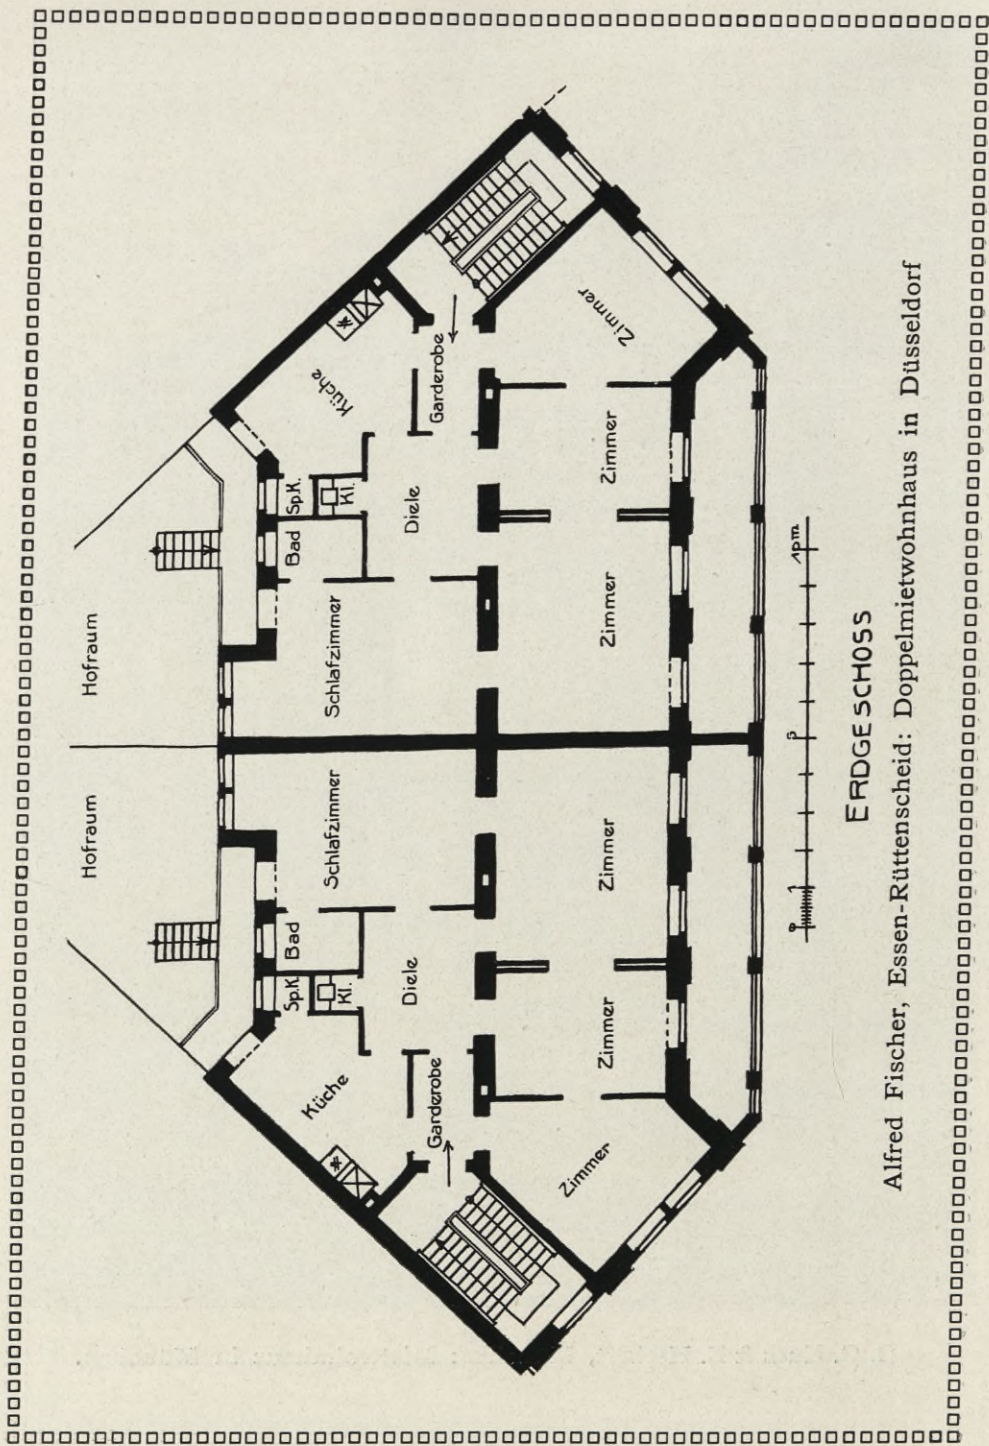 Hofraum
Hofraum
Küche
Sp.K.
Kl.
Bad
Schlafzimmer
Schlafzimmer
Bad
Sp.K.
Kl.
Küche
Garderobe
Diele
Diele
Garderobe
Zimmer
Zimmer
Zimmer
Zimmer
Zimmer
Zimmer
0 1 5 10m
ERDGESCHOSS
Alfred Fischer, Essen-Rüttenscheid: Doppelmietwohnhaus in Düsseldorf